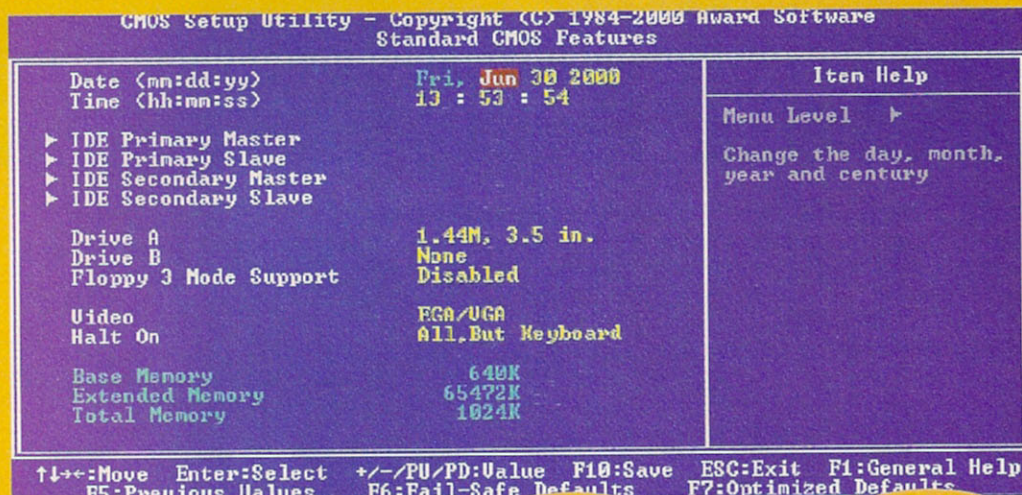 CMOS Setup Utility - Copyright (C) 1984-2000 Award Software
Standard CMOS Features
Date (mm:dd:yy) Fri, Jun 30 2000
Time (hh:mm:ss) 13 : 53 : 54
► IDE Primary Master
► IDE Primary Slave
► IDE Secondary Master
► IDE Secondary Slave
Drive A 1.44M, 3.5 in.
Drive B None
Floppy 3 Mode Support Disabled
Video EGA/VGA
Halt On All,But Keyboard
Base Memory 640K
Extended Memory 65472K
Total Memory 1024K
Item Help
Menu Level ►
Change the day, month,
year and century
↑↓→←:Move Enter:Select +/-/PU/PD:Value F10:Save ESC:Exit F1:General Help
F5:Previous Values F6:Fail-Safe Defaults F7:Optimized Defaults